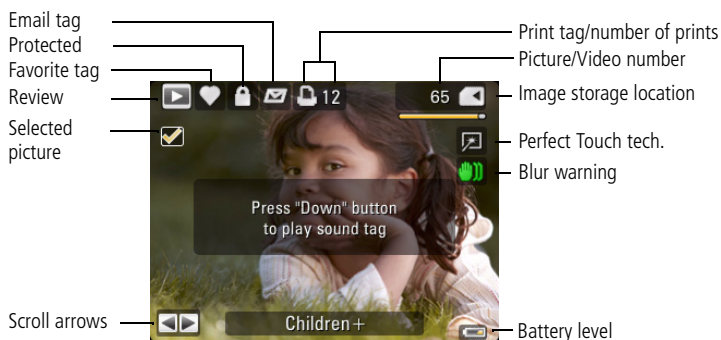 Email tag
Protected
Favorite tag
Review
Selected
picture
Scroll arrows
12
65
Press "Down" button
to play sound tag
Children+
Print tag/number of prints
Picture/Video number
Image storage location
Perfect Touch tech.
Blur warning
Battery level